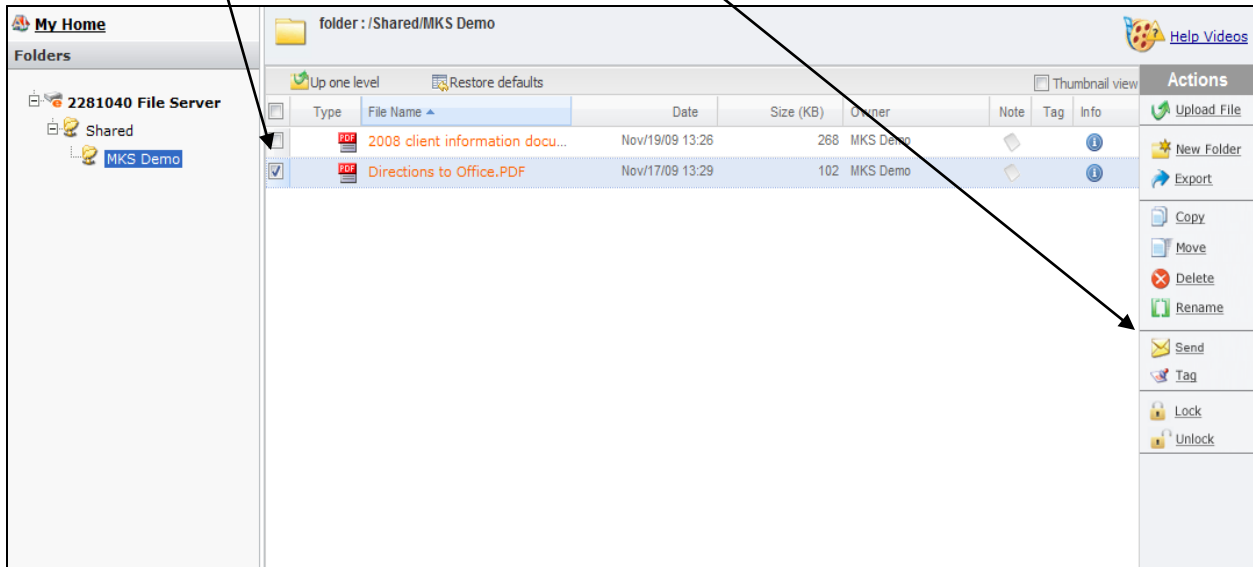 My Home
Folders
2281040 File Server
Shared
MKS Demo
folder : /Shared/MKS Demo
Help Videos
Up one level Restore defaults Thumbnail view
Type File Name Date Size (KB) Owner Note Tag Info
PDF 2008 client information docu... Nov/19/09 13:26 268 MKS Demo
PDF Directions to Office.PDF Nov/17/09 13:29 102 MKS Demo
Actions
Upload File
New Folder
Export
Copy
Move
Delete
Rename
Send
Tag
Lock
Unlock